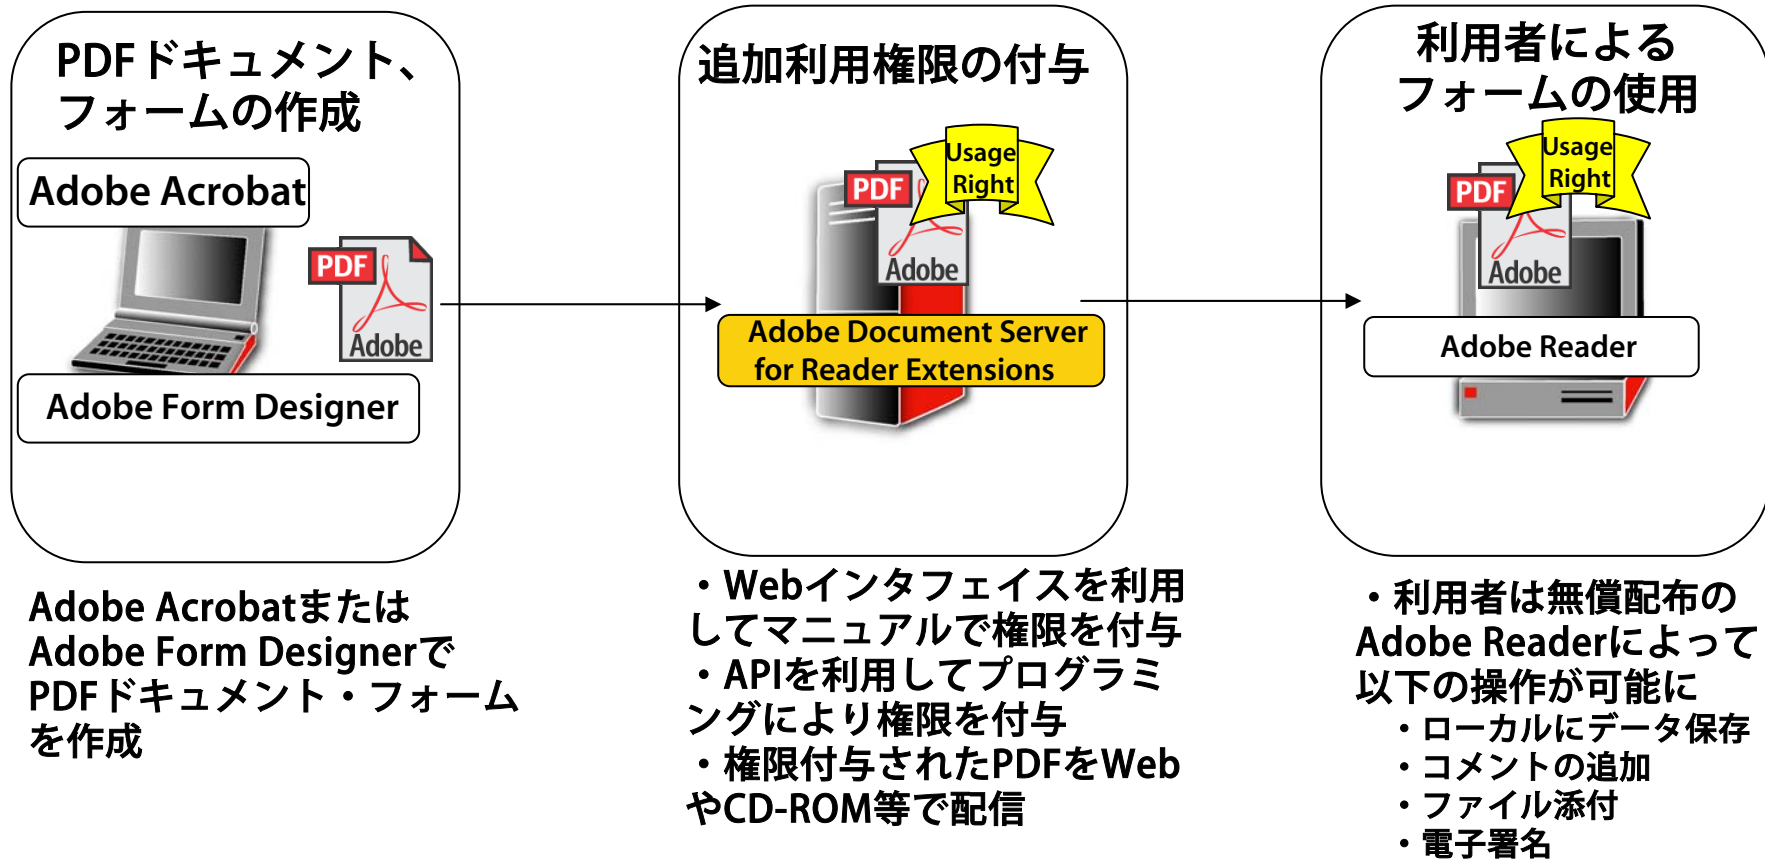 PDFドキュメント、
フォームの作成
Adobe Acrobat
PDF
Adobe
Adobe Form Designer
Adobe Acrobatまたは
Adobe Form Designerで
PDFドキュメント・フォーム
を作成
追加利用権限の付与
Usage
Right
PDF
Adobe
Adobe Document Server
for Reader Extensions
・Webインタフェイスを利用
してマニュアルで権限を付与
・APIを利用してプログラミ
ングにより権限を付与
・権限付与されたPDFをWeb
やCD-ROM等で配信
利用者による
フォームの使用
Usage
Right
PDF
Adobe
Adobe Reader
・利用者は無償配布の
Adobe Readerによって
以下の操作が可能に
・ローカルにデータ保存
・コメントの追加
・ファイル添付
・電子署名